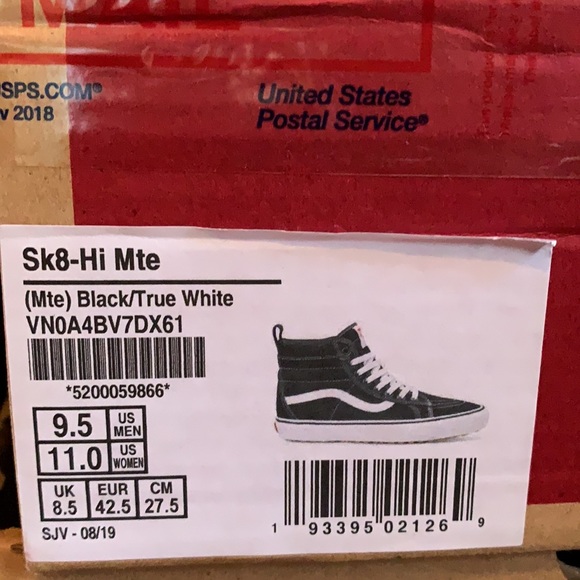 SPS.COM®
v 2018
United States
Postal Service®
Sk8-Hi Mte
(Mte) Black/True White
VN0A4BV7DX61
*5200059866*
9.5 US MEN
11.0 US WOMEN
UK EUR CM
8.5 42.5 27.5
SJV - 08/19
1 93395 02126 9